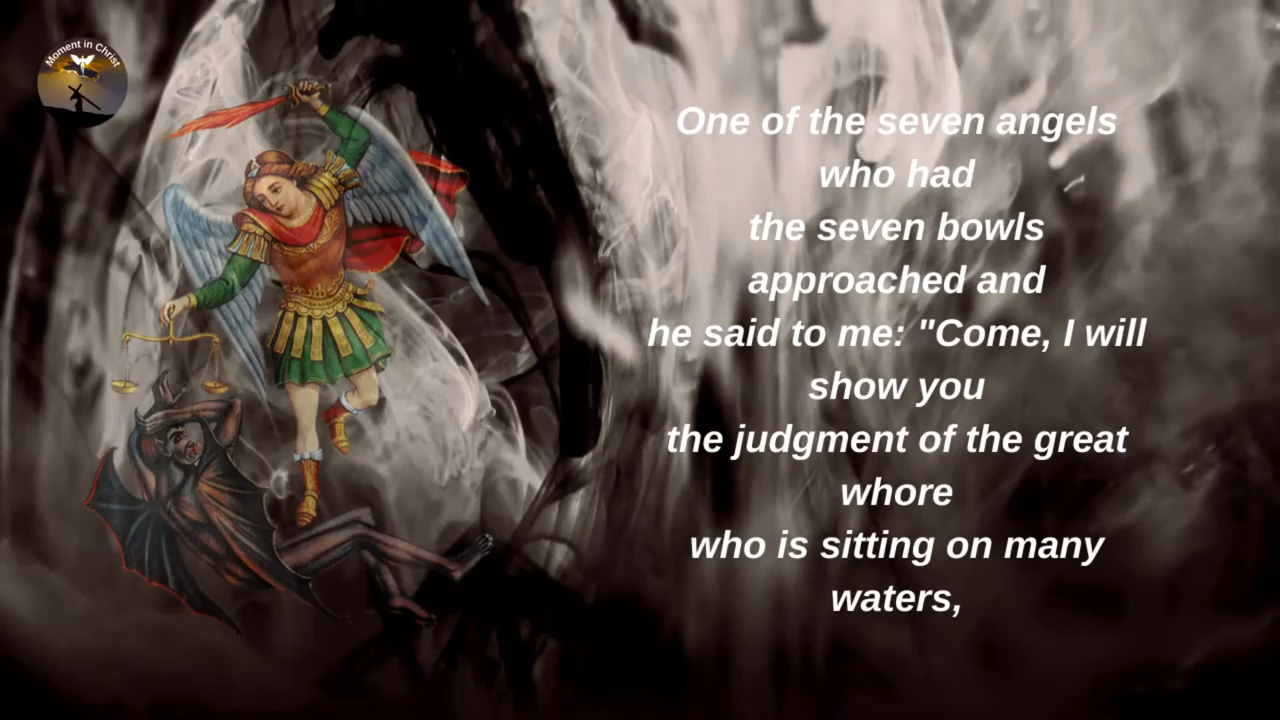 Moment in Christ
One of the seven angels
who had
the seven bowls
approached and
he said to me: "Come, I will
show you
the judgment of the great
whore
who is sitting on many
waters,